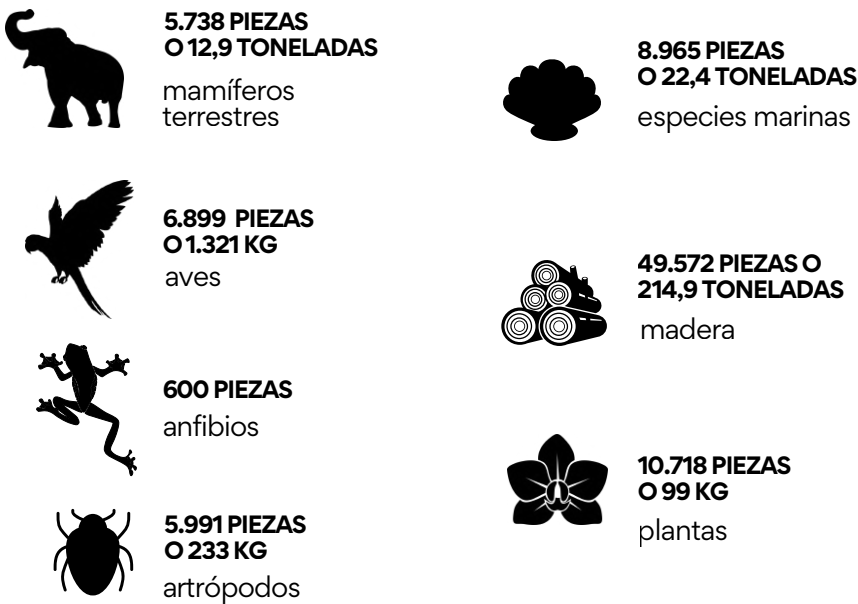 5.738 PIEZAS
O 12,9 TONELADAS
mamíferos
terrestres
6.899 PIEZAS
O 1.321 KG
aves
600 PIEZAS
anfibios
5.991 PIEZAS
O 233 KG
artrópodos
8.965 PIEZAS
O 22,4 TONELADAS
especies marinas
49.572 PIEZAS O
214,9 TONELADAS
madera
10.718 PIEZAS
O 99 KG
plantas